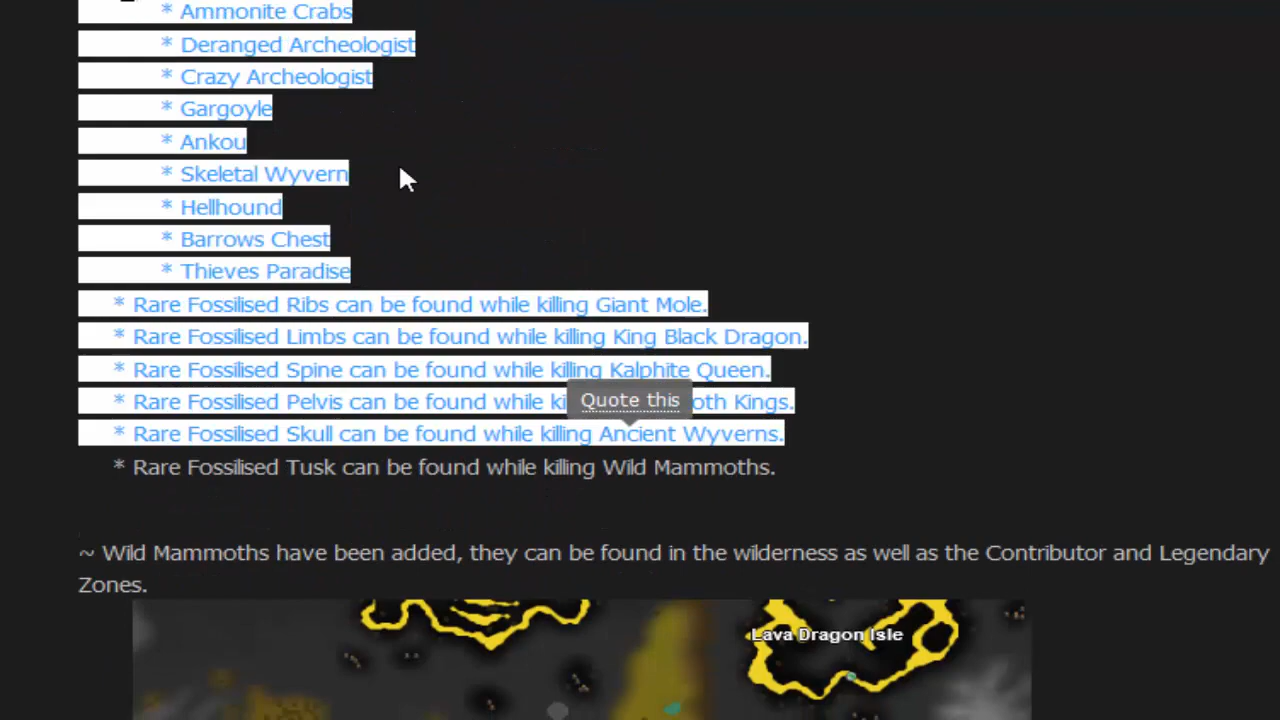 * Ammonite Crabs
* Deranged Archeologist
* Crazy Archeologist
* Gargoyle
* Ankou
* Skeletal Wyvern
* Hellhound
* Barrows Chest
* Thieves Paradise
* Rare Fossilised Ribs can be found while killing Giant Mole.
* Rare Fossilised Limbs can be found while killing King Black Dragon.
* Rare Fossilised Spine can be found while killing Kalphite Queen.
Quote this
* Rare Fossilised Pelvis can be found while Kings.
* Rare Fossilised Skull can be found while killing Ancient Wyverns.
* Rare Fossilised Tusk can be found while killing Wild Mammoths.
~ Wild Mammoths have been added, they can be found in the wilderness as well as the Contributor and Legendary
Zones.
Lava Dragon Isle